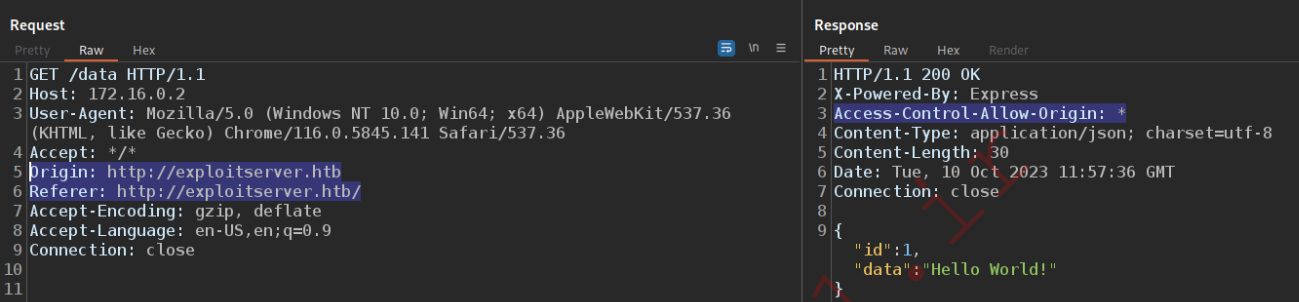 Request
Pretty Raw Hex
\n
1 GET /data HTTP/1.1
2 Host: 172.16.0.2
3 User-Agent: Mozilla/5.0 (Windows NT 10.0; Win64; x64) AppleWebKit/537.36
(KHTML, like Gecko) Chrome/116.0.5845.141 Safari/537.36
4 Accept: */*
5 Origin: http://exploitserver.htb
6 Referer: http://exploitserver.htb/
7 Accept-Encoding: gzip, deflate
8 Accept-Language: en-US,en;q=0.9
9 Connection: close
10
11
Response
Pretty Raw Hex Render
1 HTTP/1.1 200 OK
2 X-Powered-By: Express
3 Access-Control-Allow-Origin: *
4 Content-Type: application/json; charset=utf-8
5 Content-Length: 30
6 Date: Tue, 10 Oct 2023 11:57:36 GMT
7 Connection: close
8
9 {
"id":1,
"data":"Hello World!"
}